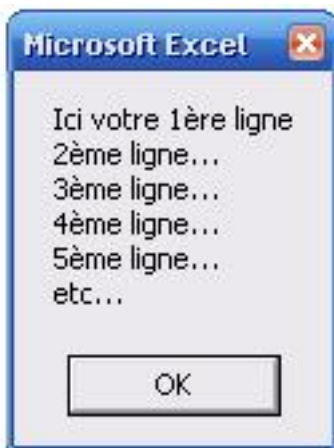 Microsoft Excel
Ici votre 1ère ligne
2ème ligne...
3ème ligne...
4ème ligne...
5ème ligne...
etc...
OK